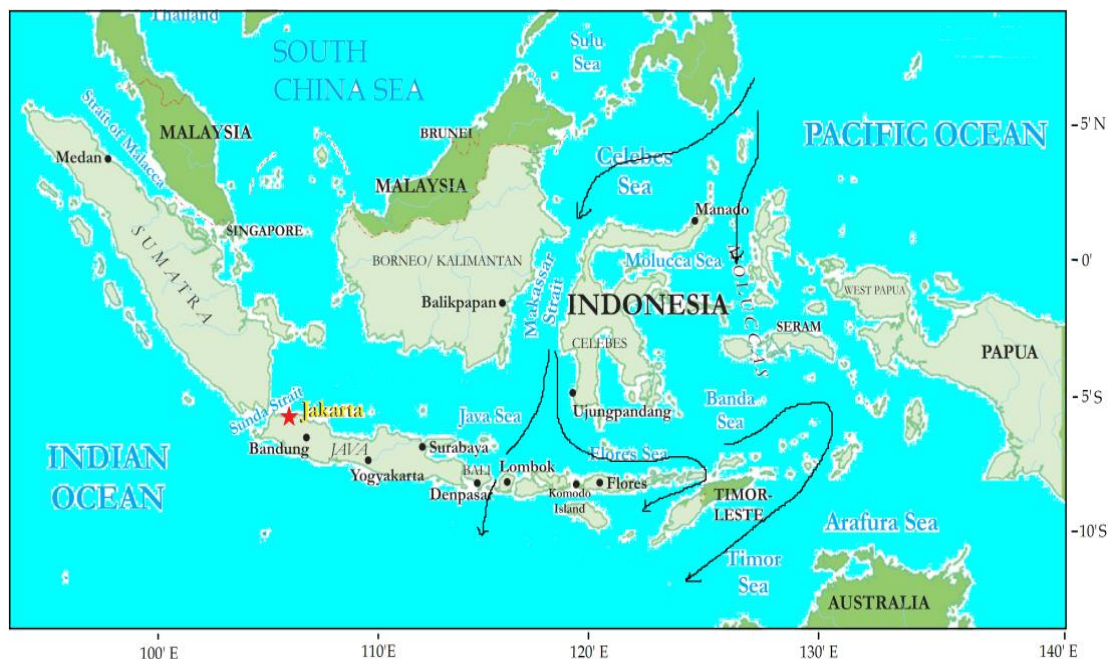 Thailand
SOUTH
CHINA SEA
Sulu
Sea
Strait of Malacca
MALAYSIA
BRUNEI
-5'N
PACIFIC OCEAN
Medan
Celebes
Sea
MALAYSIA
Manado
SINGAPORE
SUMATRA
BORNEO/ KALIMANTAN
Molucca Sea
-0'
MOLUCCAS
Balikpapan
Makassar
Strait
INDONESIA
WEST PAPUA
SERAM
CELEBES
PAPUA
Sunda Strait
Jakarta
Java Sea
Ujungpandang
Banda
Sea
-5'S
INDIAN
OCEAN
Bandung
JAVA
Surabaya
Flores Sea
Yogyakarta
BALI
Lombok
Denpasar
Komodo
Island
Flores
TIMOR-
LESTE
Arafura Sea
-10'S
Timor
Sea
AUSTRALIA
100' E
110'E
120'E
130'E
140' E